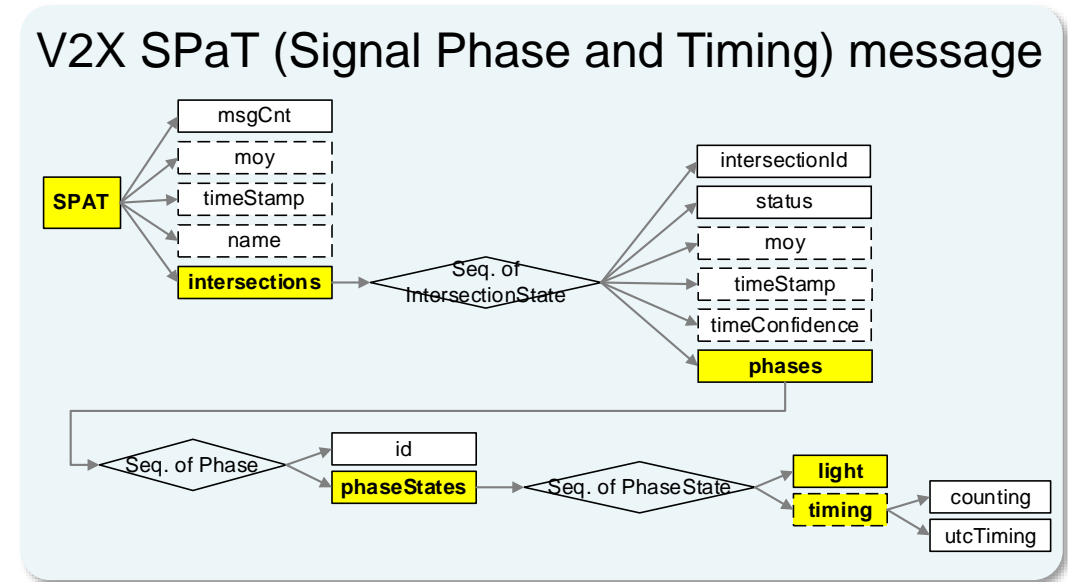 V2X SPaT (Signal Phase and Timing) message
SPAT
msgCnt
moy
timeStamp
name
intersections
Seq. of
IntersectionState
intersectionId
status
moy
timeStamp
timeConfidence
phases
Seq. of Phase
id
phaseStates
Seq. of PhaseState
light
timing
counting
utcTiming